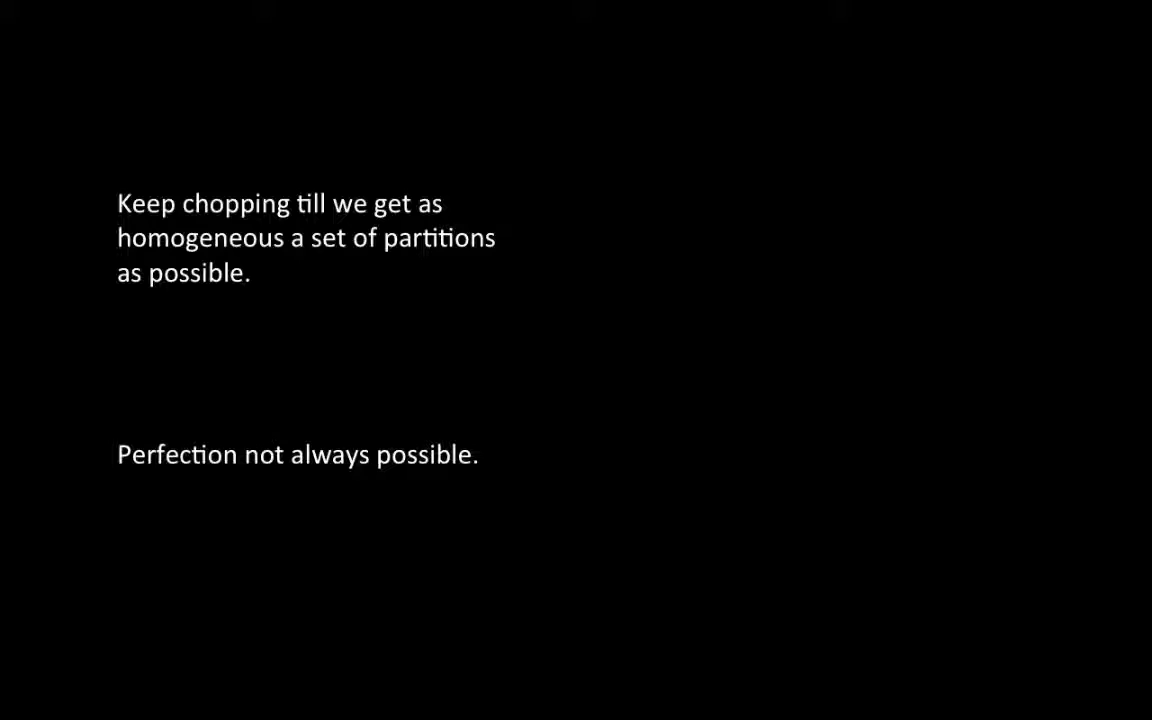 Keep chopping till we get as
homogeneous a set of partitions
as possible.
Perfection not always possible.